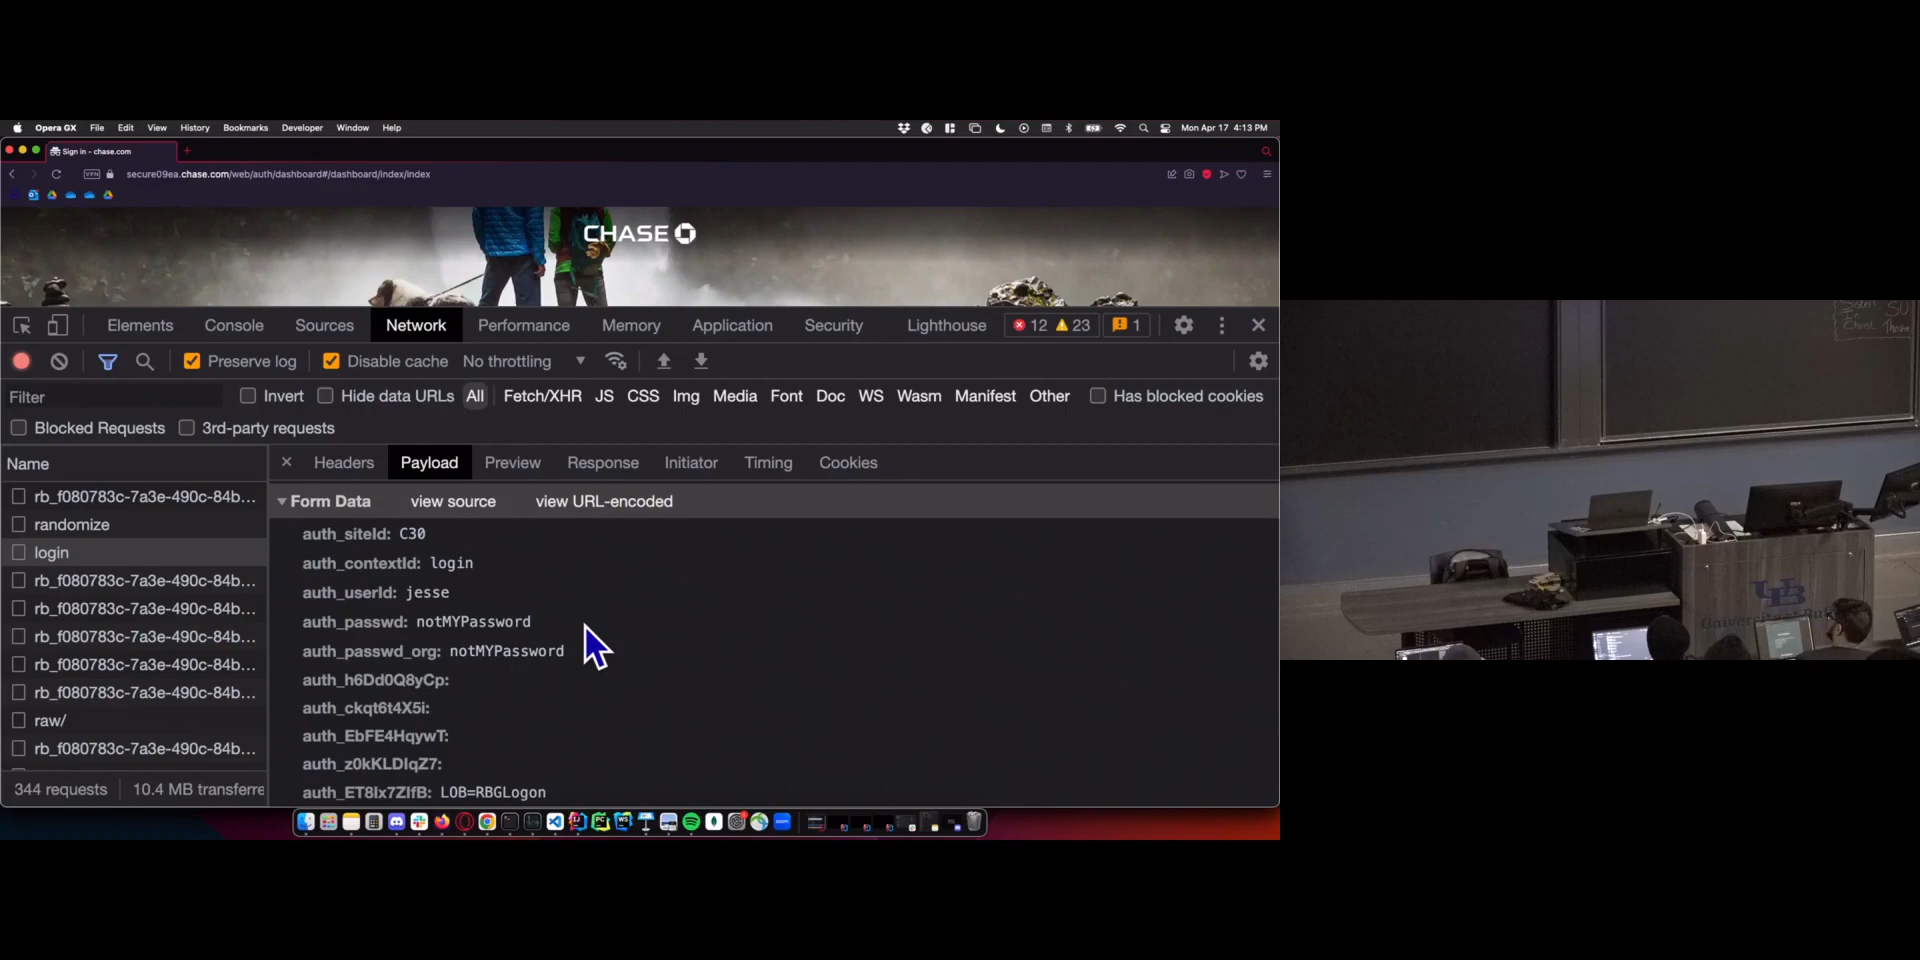 Opera GX File Edit View History Bookmarks Developer Window Help Mon Apr 17 4:13 PM
Sign in - chase.com
VPN secure09ea.chase.com/web/auth/dashboard#/dashboard/index/index
CHASE
Elements Console Sources Network Performance Memory Application Security Lighthouse 12 23 1
Preserve log Disable cache No throttling
Filter Invert Hide data URLs All Fetch/XHR JS CSS Img Media Font Doc WS Wasm Manifest Other Has blocked cookies
Blocked Requests 3rd-party requests
Name
rb_f080783c-7a3e-490c-84b...
randomize
login
rb_f080783c-7a3e-490c-84b...
rb_f080783c-7a3e-490c-84b...
rb_f080783c-7a3e-490c-84b...
rb_f080783c-7a3e-490c-84b...
rb_f080783c-7a3e-490c-84b...
raw/
rb_f080783c-7a3e-490c-84b...
344 requests 10.4 MB transferre
Headers Payload Preview Response Initiator Timing Cookies
Form Data view source view URL-encoded
auth_siteId: C30
auth_contextId: login
auth_userId: jesse
auth_passwd: notMYPassword
auth_passwd_org: notMYPassword
auth_h6Dd0Q8yCp:
auth_ckqt6t4X5i:
auth_EbFE4HqywT:
auth_z0kKLDIqZ7:
auth_ET8Ix7ZIfB: LOB=RBGLogon
UB